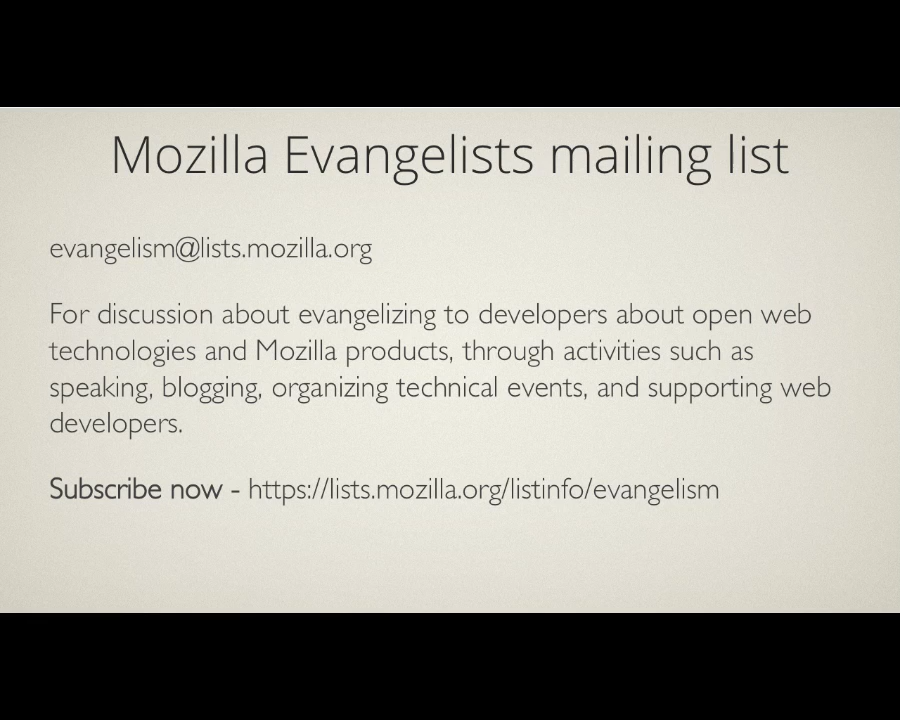 Mozilla Evangelists mailing list
evangelism@lists.mozilla.org
For discussion about evangelizing to developers about open web
technologies and Mozilla products, through activities such as
speaking, blogging, organizing technical events, and supporting web
developers.
Subscribe now - https://lists.mozilla.org/listinfo/evangelism